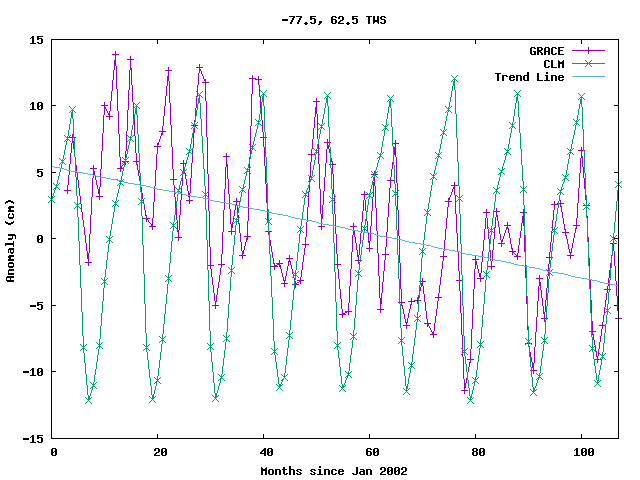 -77.5, 62.5 TWS
GRACE
CLM
Trend Line
15
10
5
0
-5
-10
-15
Anomaly (cm)
0 20 40 60 80 100
Months since Jan 2002